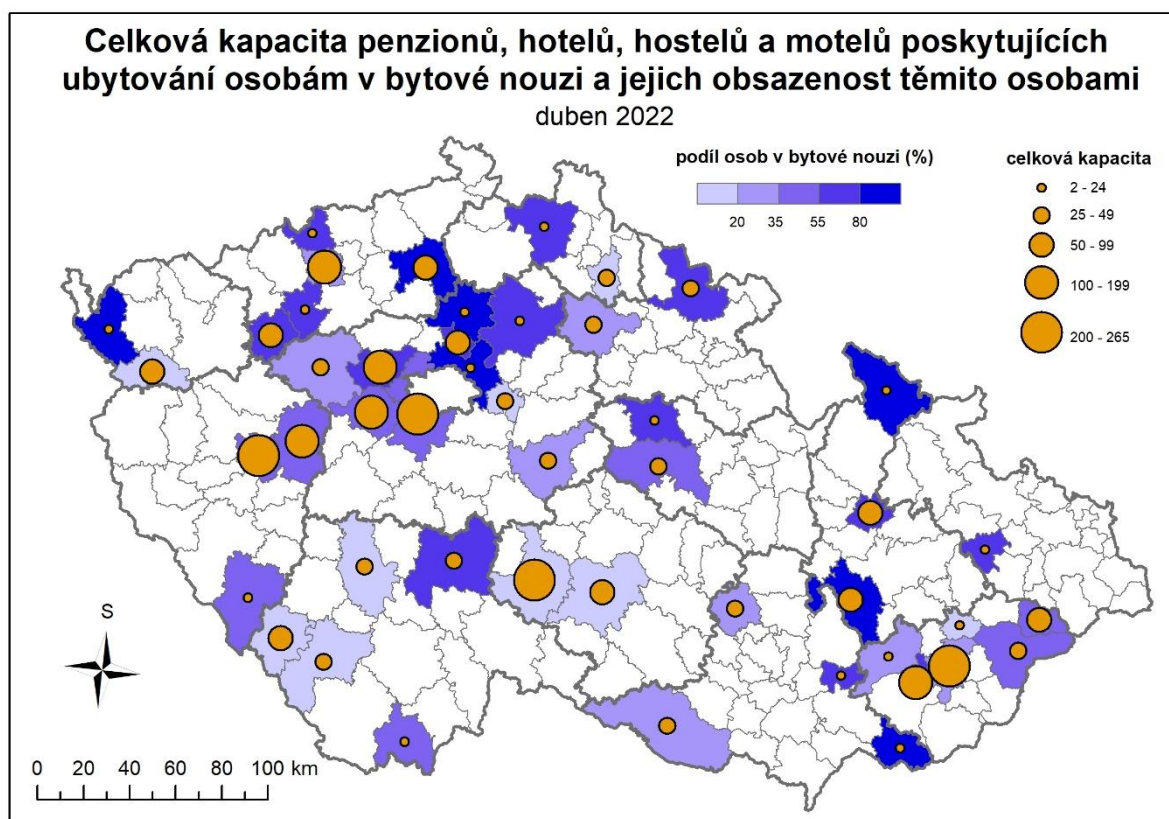 Celková kapacita penzionů, hotelů, hostelů a motelů poskytujících
ubytování osobám v bytové nouzi a jejich obsazenost těmito osobami
duben 2022
podíl osob v bytové nouzi (%)
20 35 55 80
celková kapacita
2 - 24
25 - 49
50 - 99
100 - 199
200 - 265
S
0 20 40 60 80 100 km